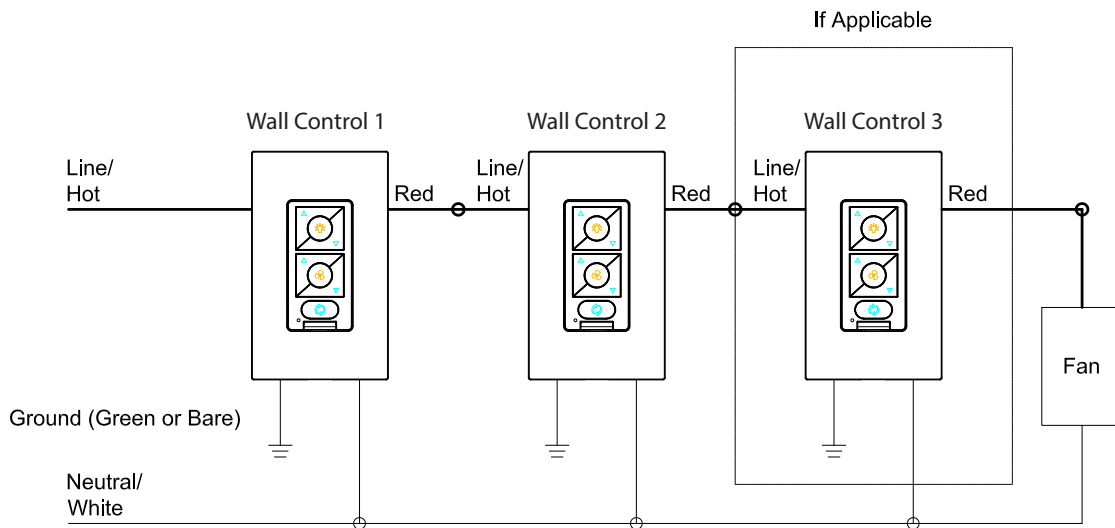 If Applicable
Wall Control 1
Wall Control 2
Wall Control 3
Line/
Hot
Red
Line/
Hot
Red
Line/
Hot
Red
Fan
Ground (Green or Bare)
Neutral/
White